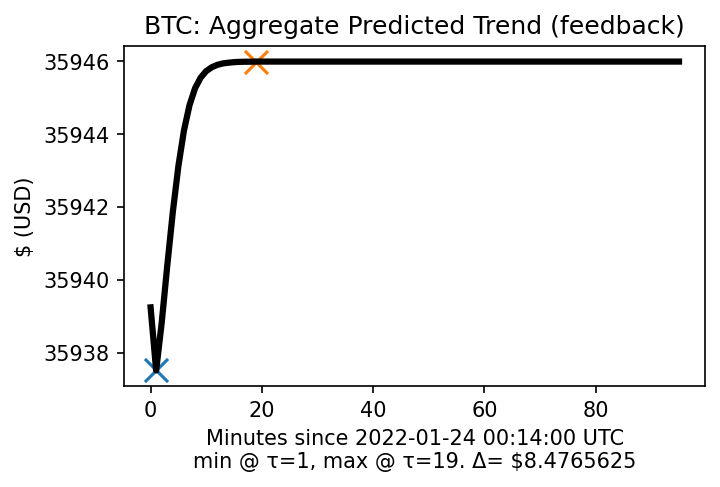 BTC: Aggregate Predicted Trend (feedback)
35946
35944
35942
35940
35938
$ (USD)
0 20 40 60 80
Minutes since 2022-01-24 00:14:00 UTC
min @ τ=1, max @ τ=19. Δ= $8.4765625